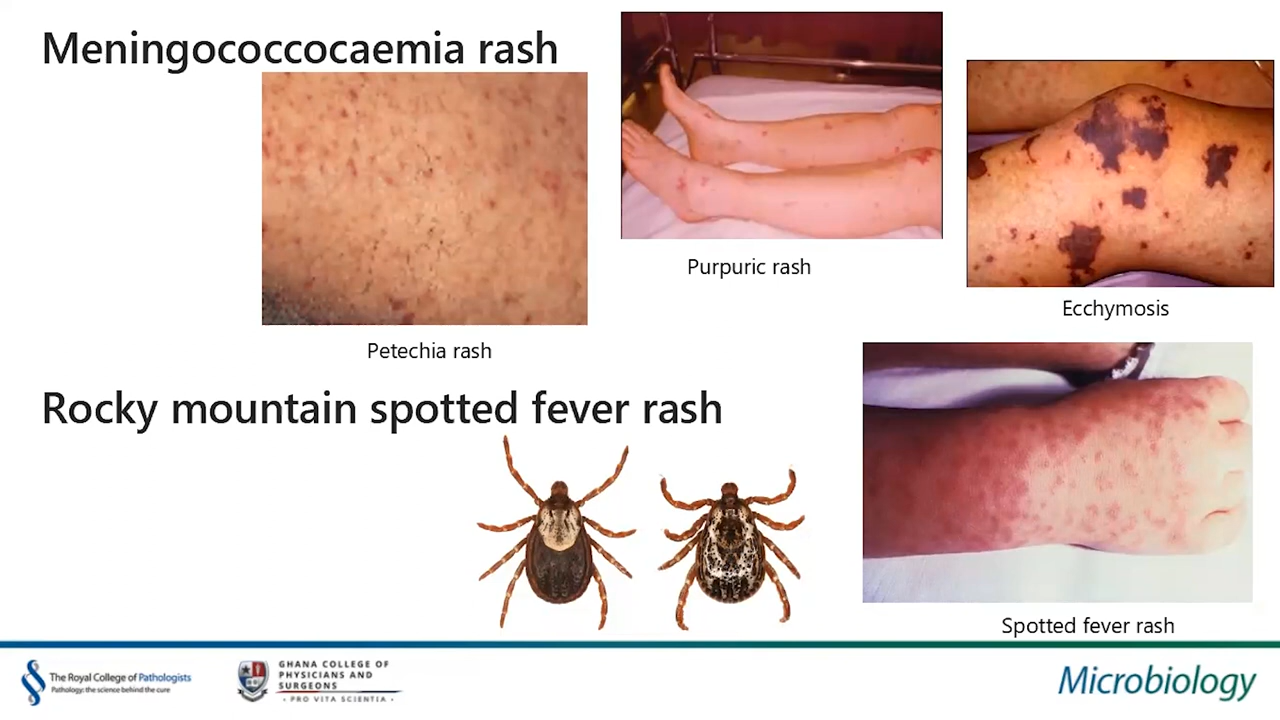 Meningococcocaemia rash
Purpuric rash
Ecchymosis
Petechia rash
Rocky mountain spotted fever rash
Spotted fever rash
The Royal College of Pathologists
Pathology: the science behind the cure
GHANA COLLEGE OF
PHYSICIANS AND
SURGEONS
- PRO VITA SCIENTIA -
Microbiology